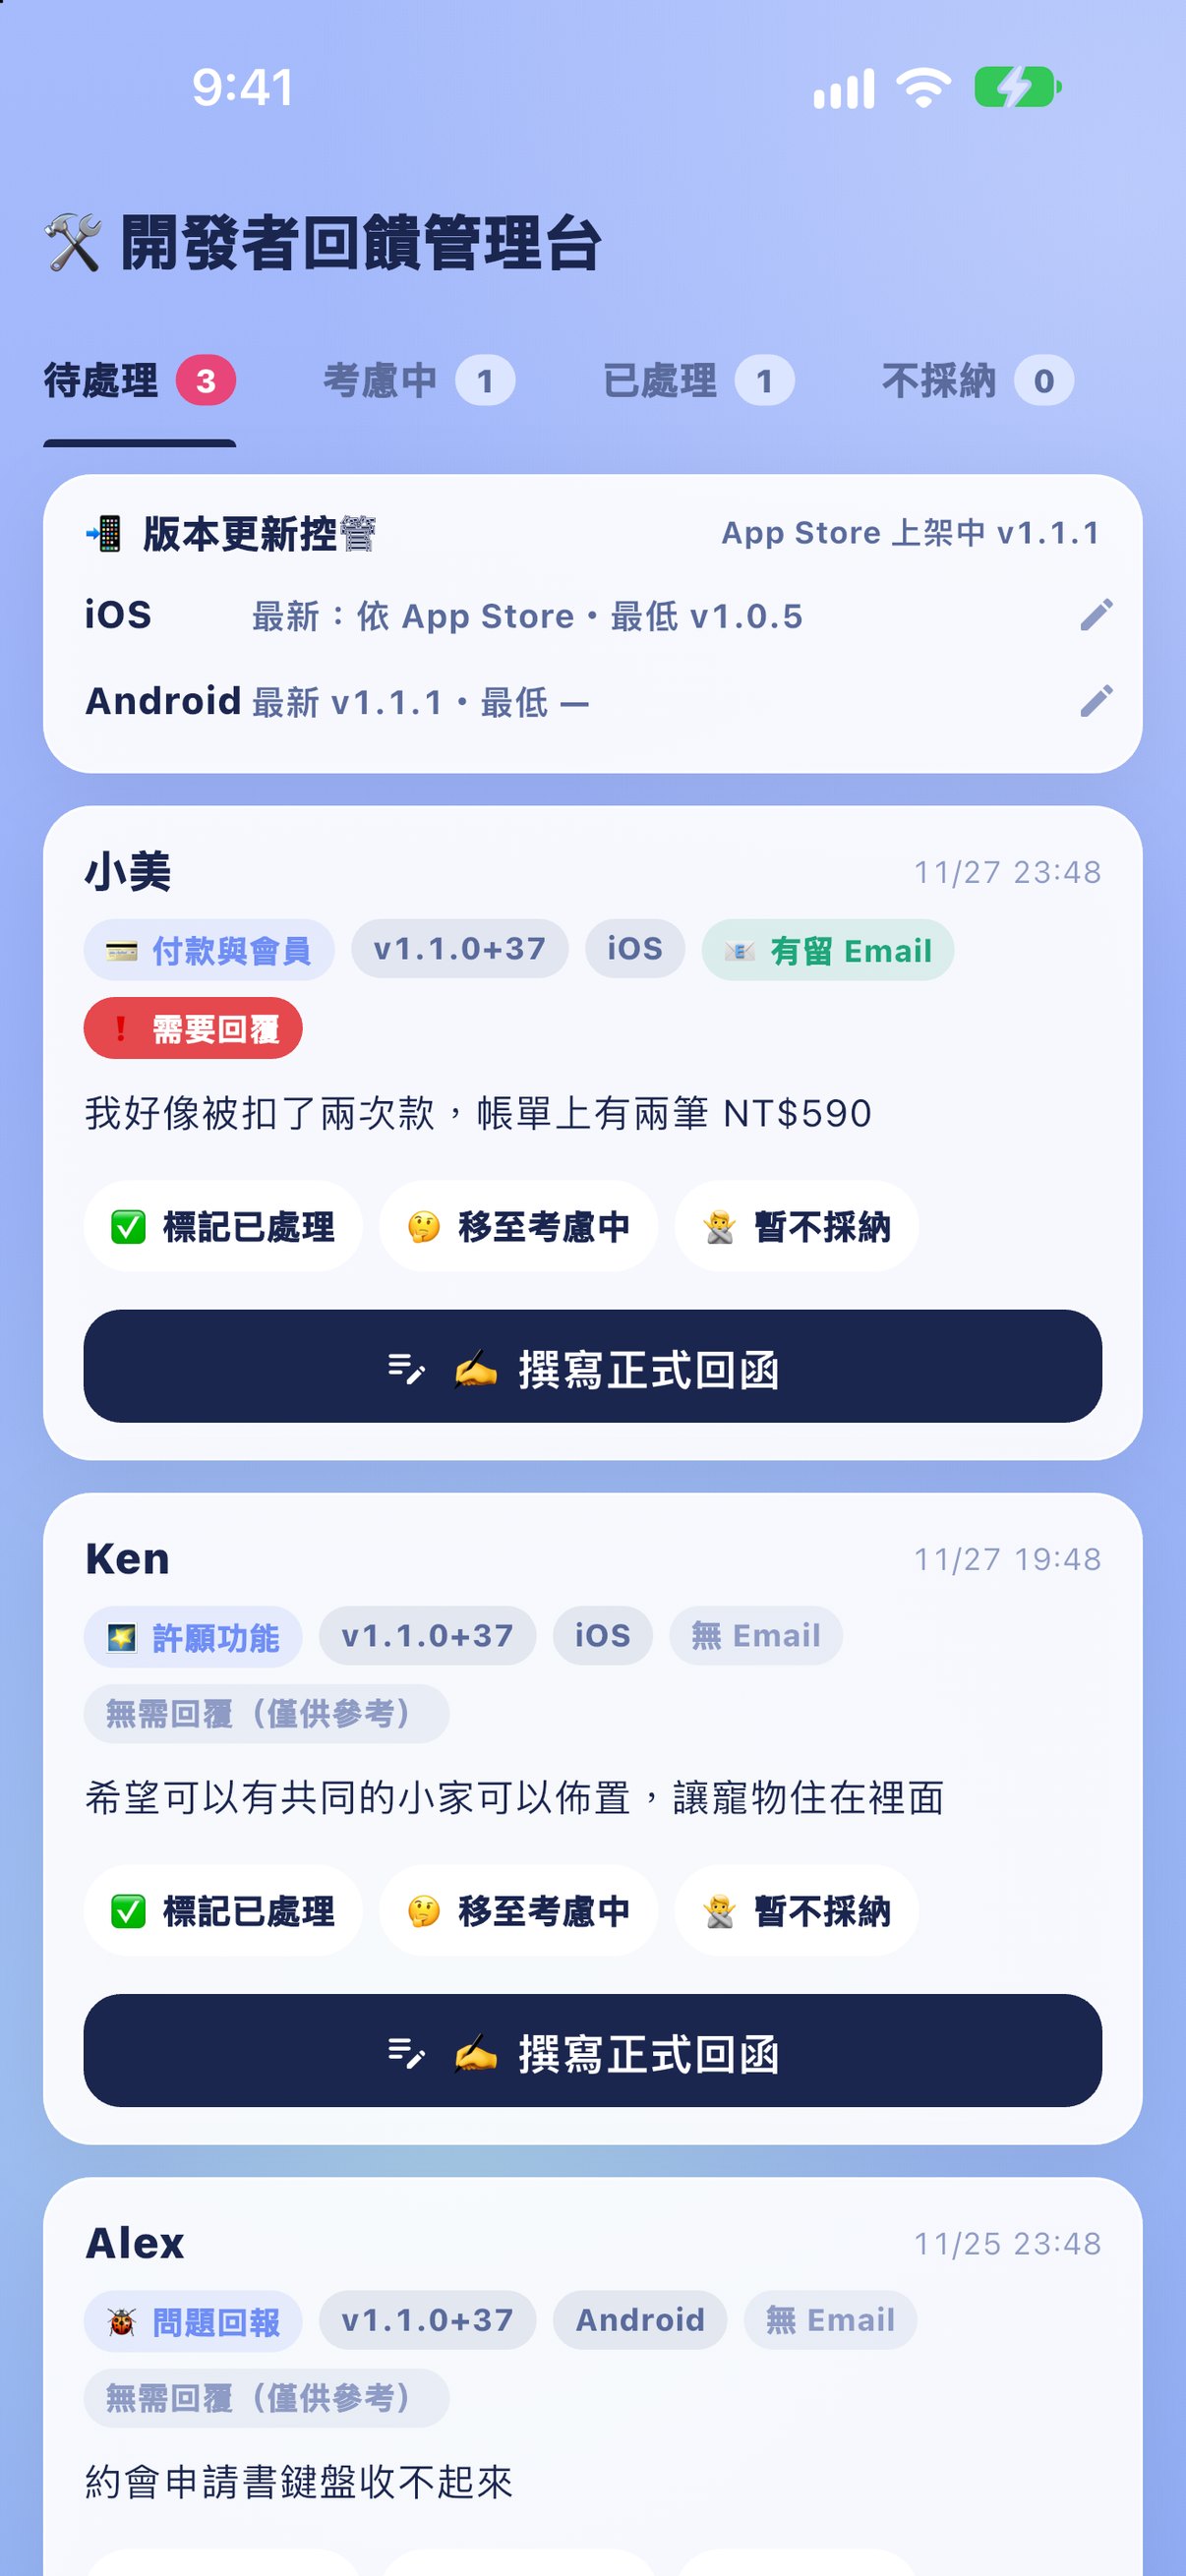 9:41
🛠️ 開發者回饋管理台
待處理 3 考慮中 1 已處理 1 不採納 0
📲 版本更新控管 App Store 上架中 v1.1.1
iOS 最新：依 App Store・最低 v1.0.5
Android 最新 v1.1.1・最低 —
小美 11/27 23:48
💳 付款與會員 v1.1.0+37 iOS 📧 有留 Email
❗ 需要回覆
我好像被扣了兩次款，帳單上有兩筆 NT$590
✅ 標記已處理 🤔 移至考慮中 🙅 暫不採納
✍️ 撰寫正式回函
Ken 11/27 19:48
🌠 許願功能 v1.1.0+37 iOS 無 Email
無需回覆（僅供參考）
希望可以有共同的小家可以佈置，讓寵物住在裡面
✅ 標記已處理 🤔 移至考慮中 🙅 暫不採納
✍️ 撰寫正式回函
Alex 11/25 23:48
🐞 問題回報 v1.1.0+37 Android 無 Email
無需回覆（僅供參考）
約會申請書鍵盤收不起來